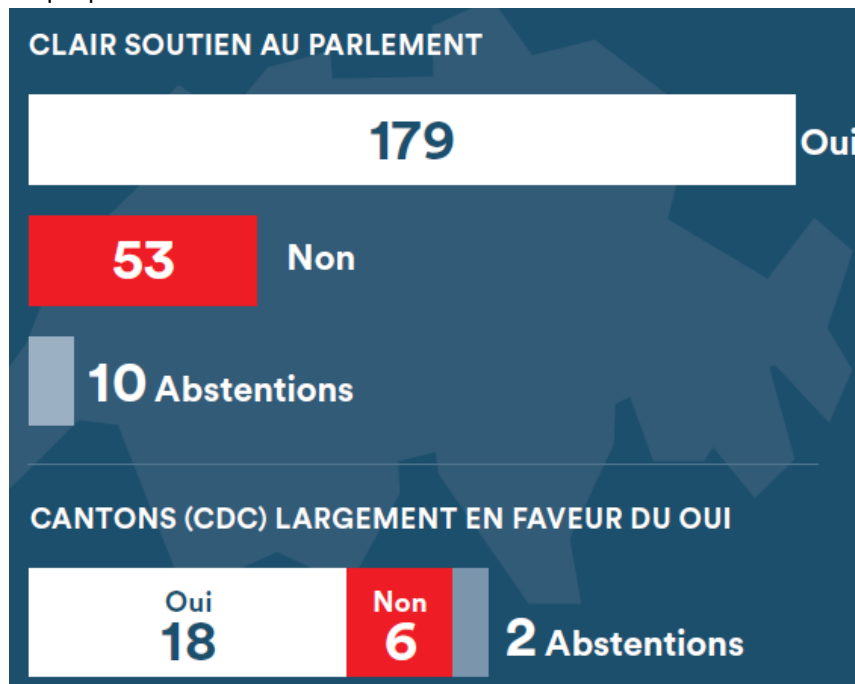 CLAIR SOUTIEN AU PARLEMENT
179 Oui
53 Non
10 Abstentions
CANTONS (CDC) LARGEMENT EN FAVEUR DU OUI
Oui Non
18 6 2 Abstentions